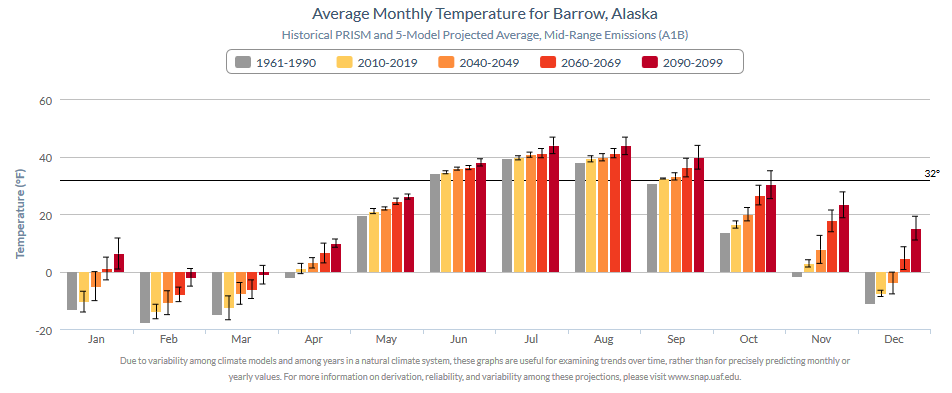 Average Monthly Temperature for Barrow, Alaska
Historical PRISM and 5-Model Projected Average, Mid-Range Emissions (A1B)
1961-1990 2010-2019 2040-2049 2060-2069 2090-2099
Temperature (°F)
60
40
32°
20
0
-20
Jan Feb Mar Apr May Jun Jul Aug Sep Oct Nov Dec
Due to variability among climate models and among years in a natural climate system, these graphs are useful for examining trends over time, rather than for precisely predicting monthly or
yearly values. For more information on derivation, reliability, and variability among these projections, please visit www.snap.uaf.edu.